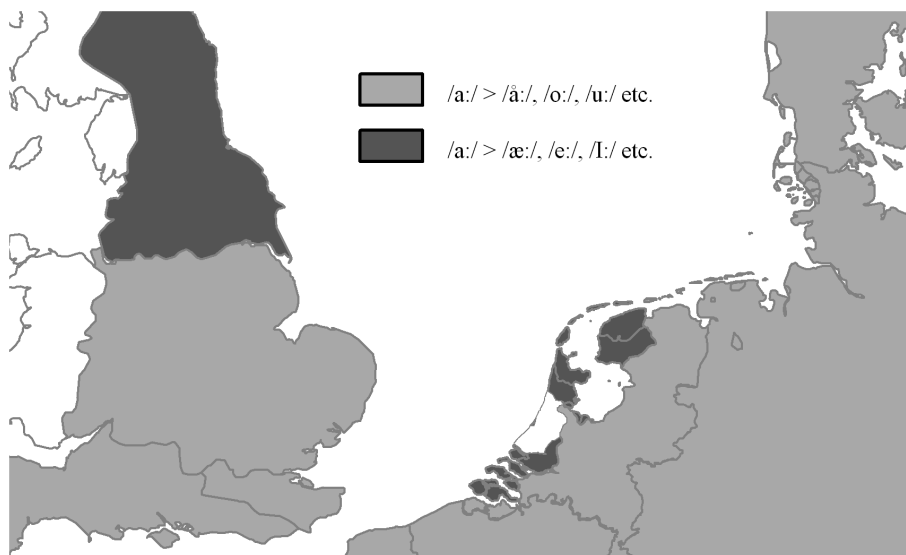 /a:/ > /å:/, /o:/, /u:/ etc.
/a:/ > /æ:/, /e:/, /I:/ etc.